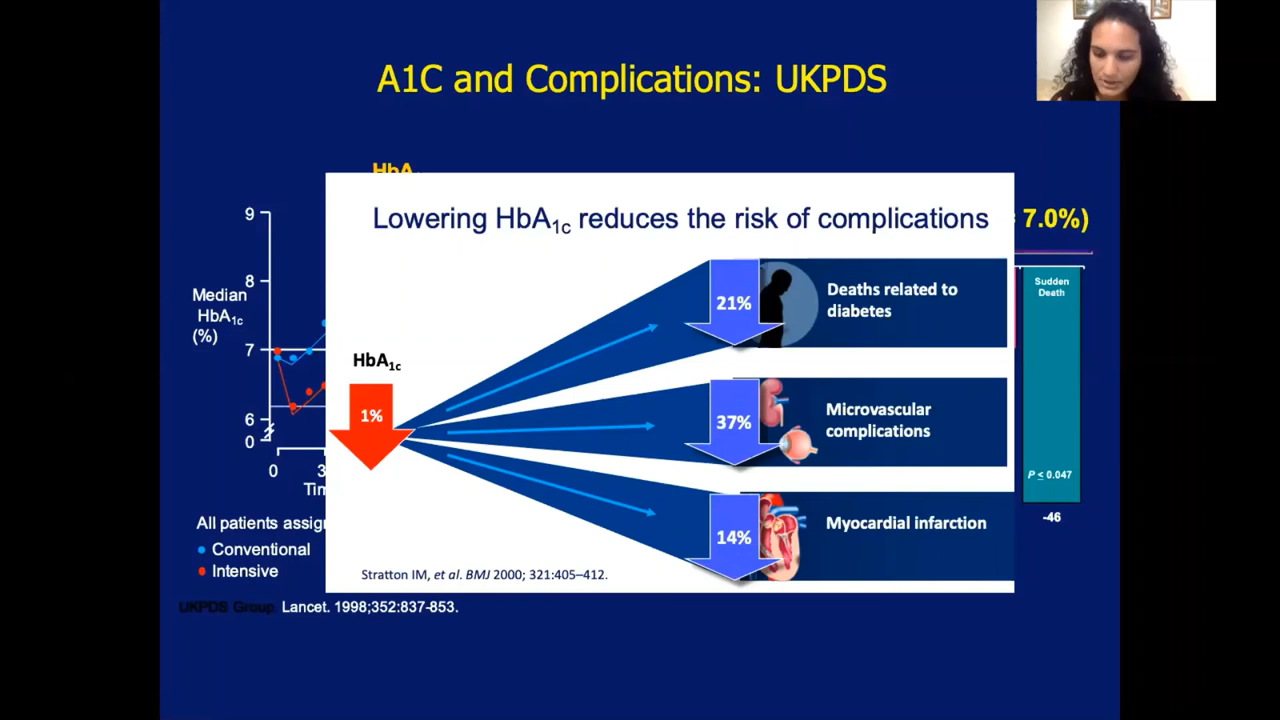 A1C and Complications: UKPDS
= 7.0%)
9
8
7
6
0
Median
HbA1c
(%)
0
Lowering HbA1c reduces the risk of complications
HbA1c
1%
21%
Deaths related to
diabetes
37%
Microvascular
complications
14%
Myocardial infarction
Stratton IM, et al. BMJ 2000; 321:405–412.
Sudden
Death
P ≤ 0.047
-46
All patients
Conventional
Intensive
UKPDS Group. Lancet. 1998;352:837-853.